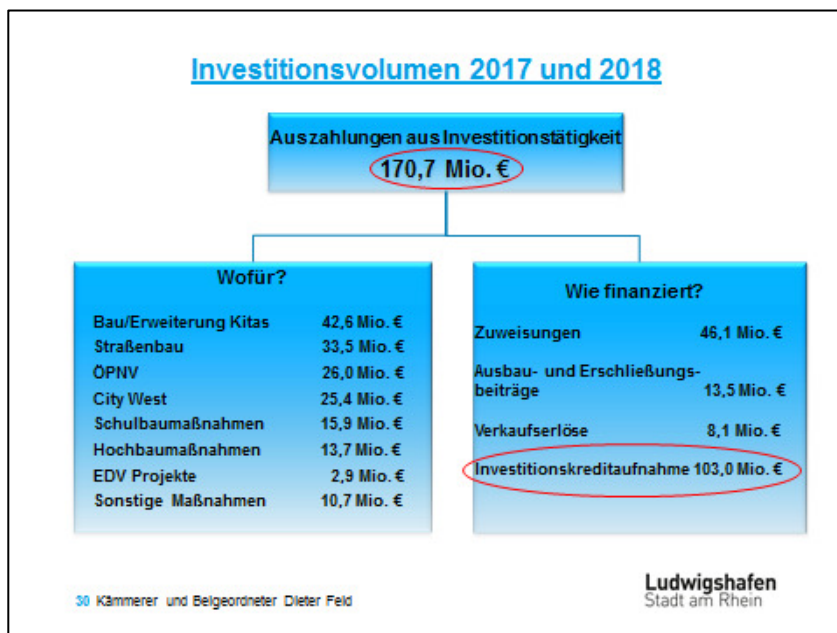 Investitionsvolumen 2017 und 2018
Auszahlungen aus Investitionstätigkeit
170,7 Mio. €
Wofür?
Bau/Erweiterung Kitas 42,6 Mio. €
Straßenbau 33,5 Mio. €
ÖPNV 26,0 Mio. €
City West 25,4 Mio. €
Schulbaumaßnahmen 15,9 Mio. €
Hochbaumaßnahmen 13,7 Mio. €
EDV Projekte 2,9 Mio. €
Sonstige Maßnahmen 10,7 Mio. €
Wie finanziert?
Zuweisungen 46,1 Mio. €
Ausbau- und Erschließungs-
beiträge 13,5 Mio. €
Verkaufserlöse 8,1 Mio. €
Investitionskreditaufnahme 103,0 Mio. €
30 Kämmerer und Beigeordneter Dieter Feid
Ludwigshafen
Stadt am Rhein